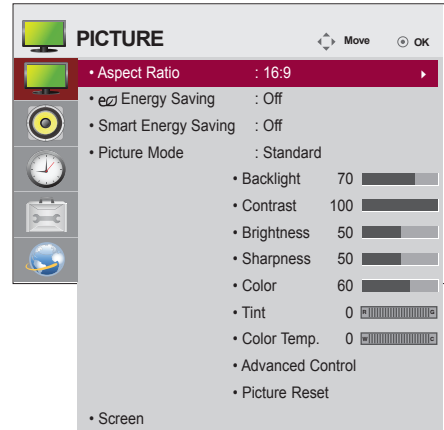 PICTURE Move OK
• Aspect Ratio : 16:9
• Energy Saving : Off
• Smart Energy Saving : Off
• Picture Mode : Standard
• Backlight 70
• Contrast 100
• Brightness 50
• Sharpness 50
• Color 60
• Tint 0 R G
• Color Temp. 0 W C
• Advanced Control
• Picture Reset
• Screen